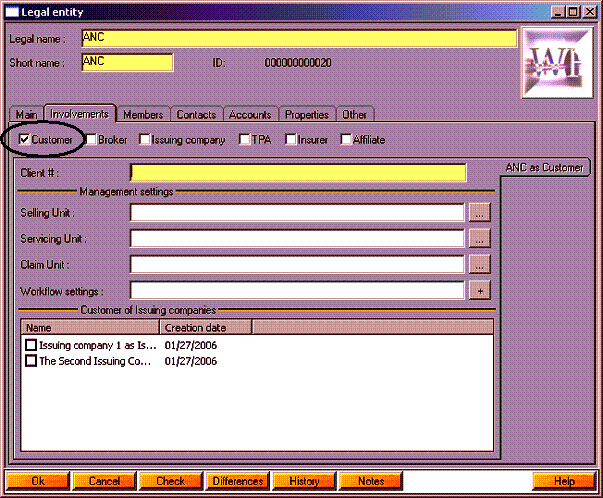 Legal entity
Legal name : ANC
Short name : ANC ID: 000000000020
Main Involvements Members Contacts Accounts Properties Other
Customer Broker Issuing company TPA Insurer Affiliate
ANC as Customer
Client # :
Management settings
Selling Unit : ...
Servicing Unit : ...
Claim Unit : ...
Workflow settings : +
Customer of Issuing companies
Name Creation date
Issuing company 1 as Is... 01/27/2006
The Second Issuing Co... 01/27/2006
Ok Cancel Check Differences History Notes Help